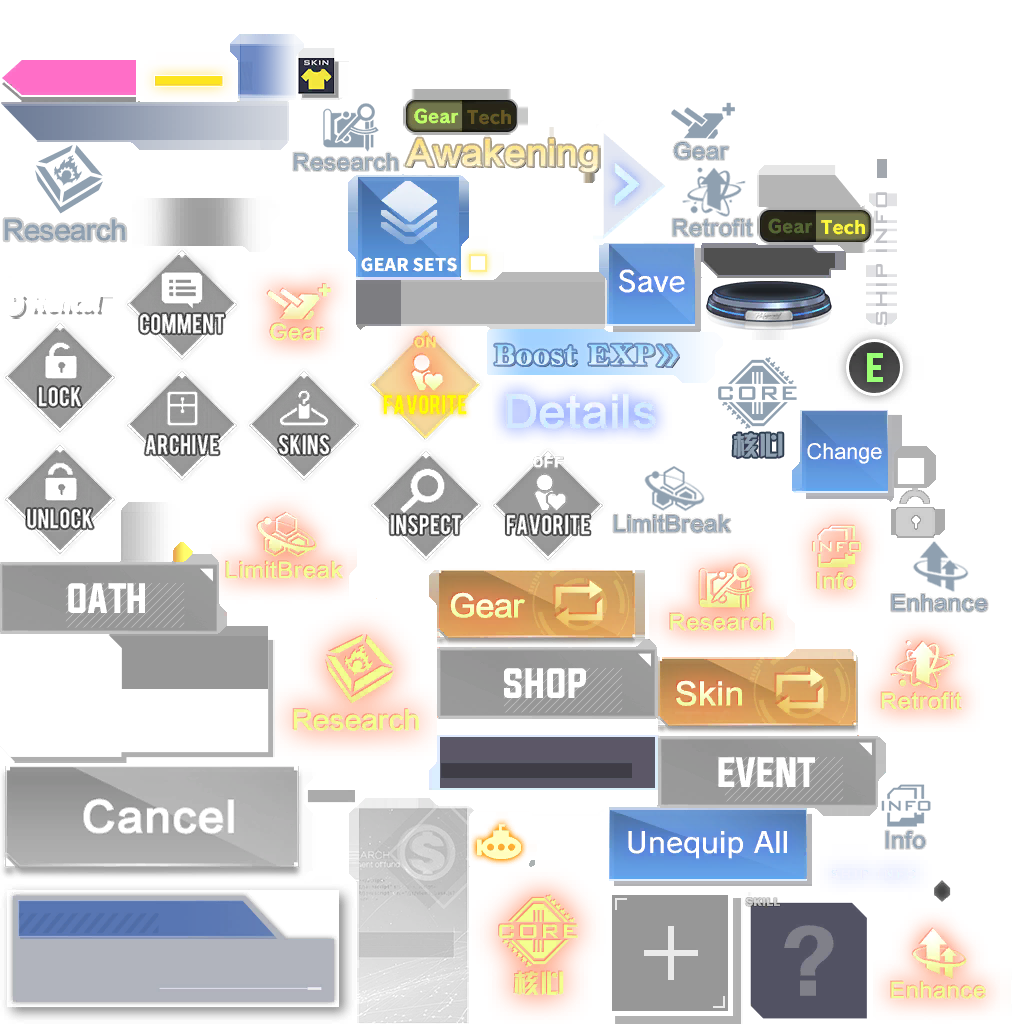 SKIN
Gear Tech
Research
Awakening
Gear
Research
Retrofit
Gear Tech
GEAR SETS
Save
SHIP INFO
COMMENT
Gear
LOCK
ON
FAVORITE
Boost EXP
Details
CORE
核心
E
ARCHIVE
SKINS
Change
UNLOCK
INSPECT
OFF
FAVORITE
LimitBreak
LimitBreak
INFO
Info
Enhance
OATH
Gear
Research
SHOP
Skin
Retrofit
Research
EVENT
Cancel
INFO
Info
Unequip All
CORE
核心
SKILL
?
Enhance